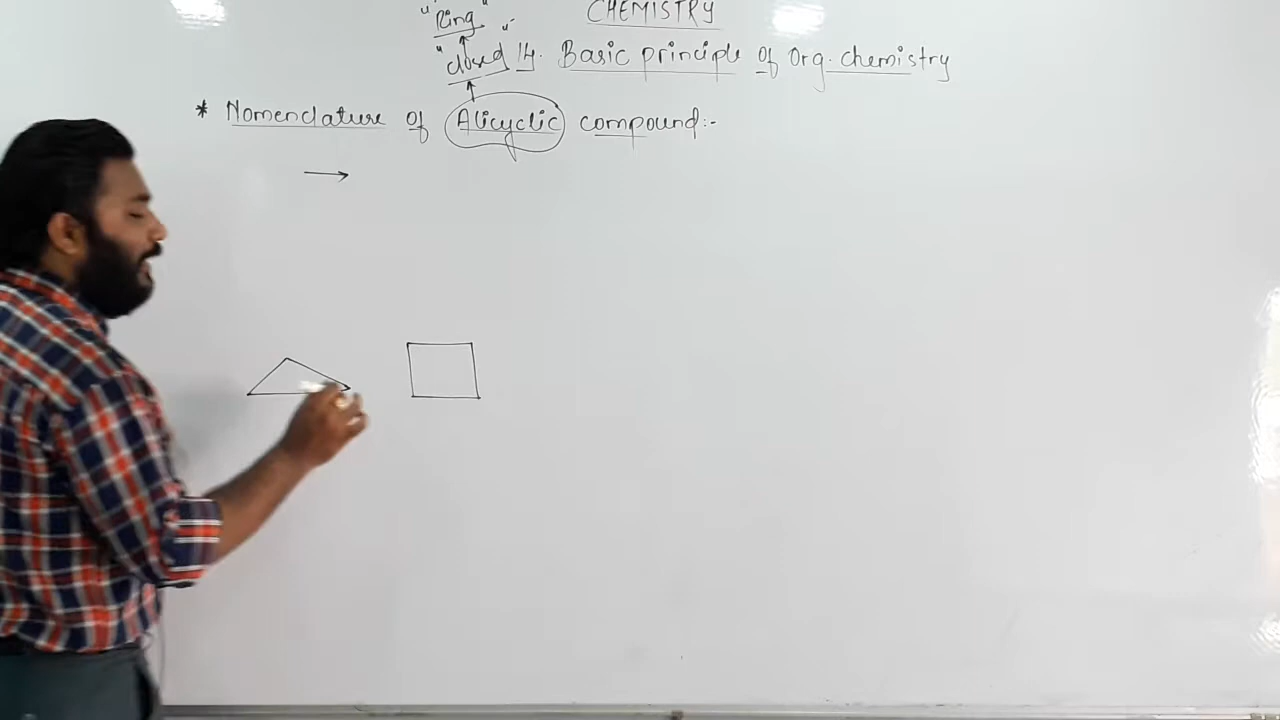 CHEMISTRY
"Ring"
"closed" 14. Basic principle of Org. chemistry
* Nomenclature of Alicyclic compound:-